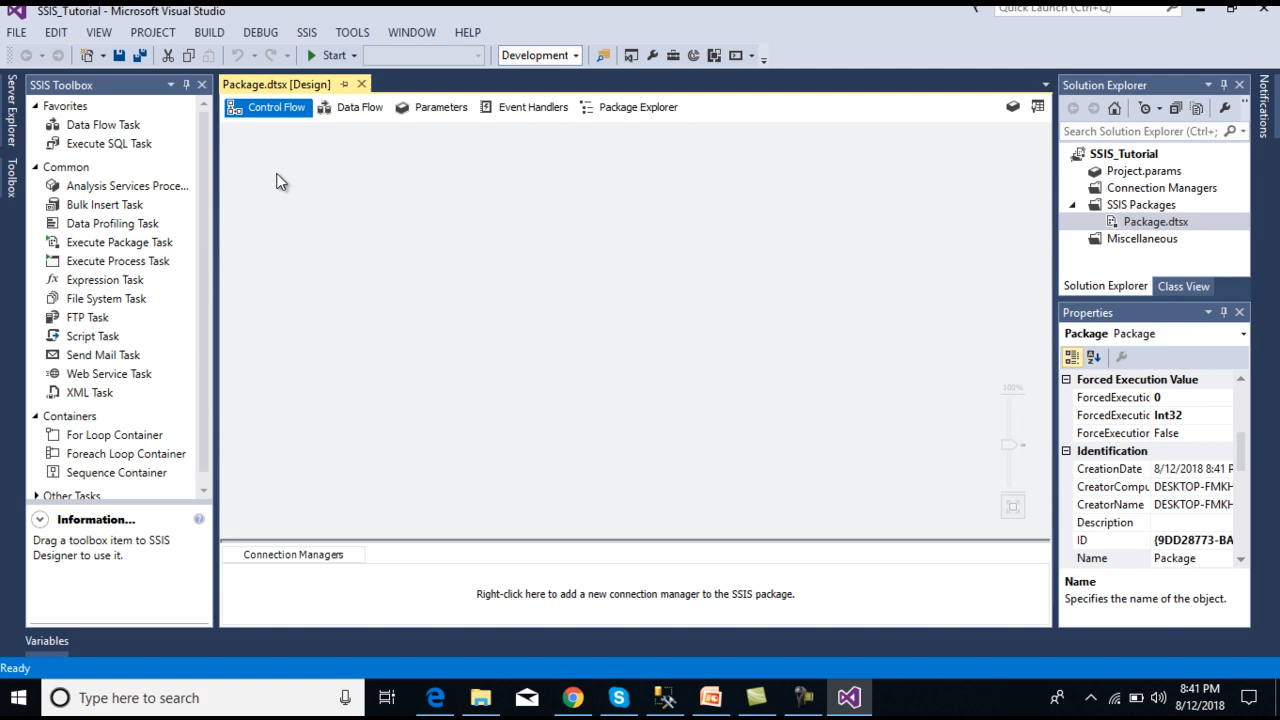 SSIS_Tutorial - Microsoft Visual Studio
Quick Launch (Ctrl+Q)
FILE EDIT VIEW PROJECT BUILD DEBUG SSIS TOOLS WINDOW HELP
Start Development
Server Explorer
Toolbox
SSIS Toolbox
Favorites
Data Flow Task
Execute SQL Task
Common
Analysis Services Proce...
Bulk Insert Task
Data Profiling Task
Execute Package Task
Execute Process Task
Expression Task
File System Task
FTP Task
Script Task
Send Mail Task
Web Service Task
XML Task
Containers
For Loop Container
Foreach Loop Container
Sequence Container
Other Tasks
Information...
Drag a toolbox item to SSIS
Designer to use it.
Package.dtsx [Design]
Control Flow Data Flow Parameters Event Handlers Package Explorer
100%
Connection Managers
Right-click here to add a new connection manager to the SSIS package.
Solution Explorer
Search Solution Explorer (Ctrl+;
SSIS_Tutorial
Project.params
Connection Managers
SSIS Packages
Package.dtsx
Miscellaneous
Solution Explorer Class View
Properties
Package Package
Forced Execution Value
ForcedExecutic 0
ForcedExecutic Int32
ForceExecution False
Identification
CreationDate 8/12/2018 8:41 P
CreatorCompu DESKTOP-FMKH
CreatorName DESKTOP-FMKH
Description
ID {9DD28773-BA
Name Package
Name
Specifies the name of the object.
Notifications
Variables
Ready
Type here to search
8:41 PM
8/12/2018